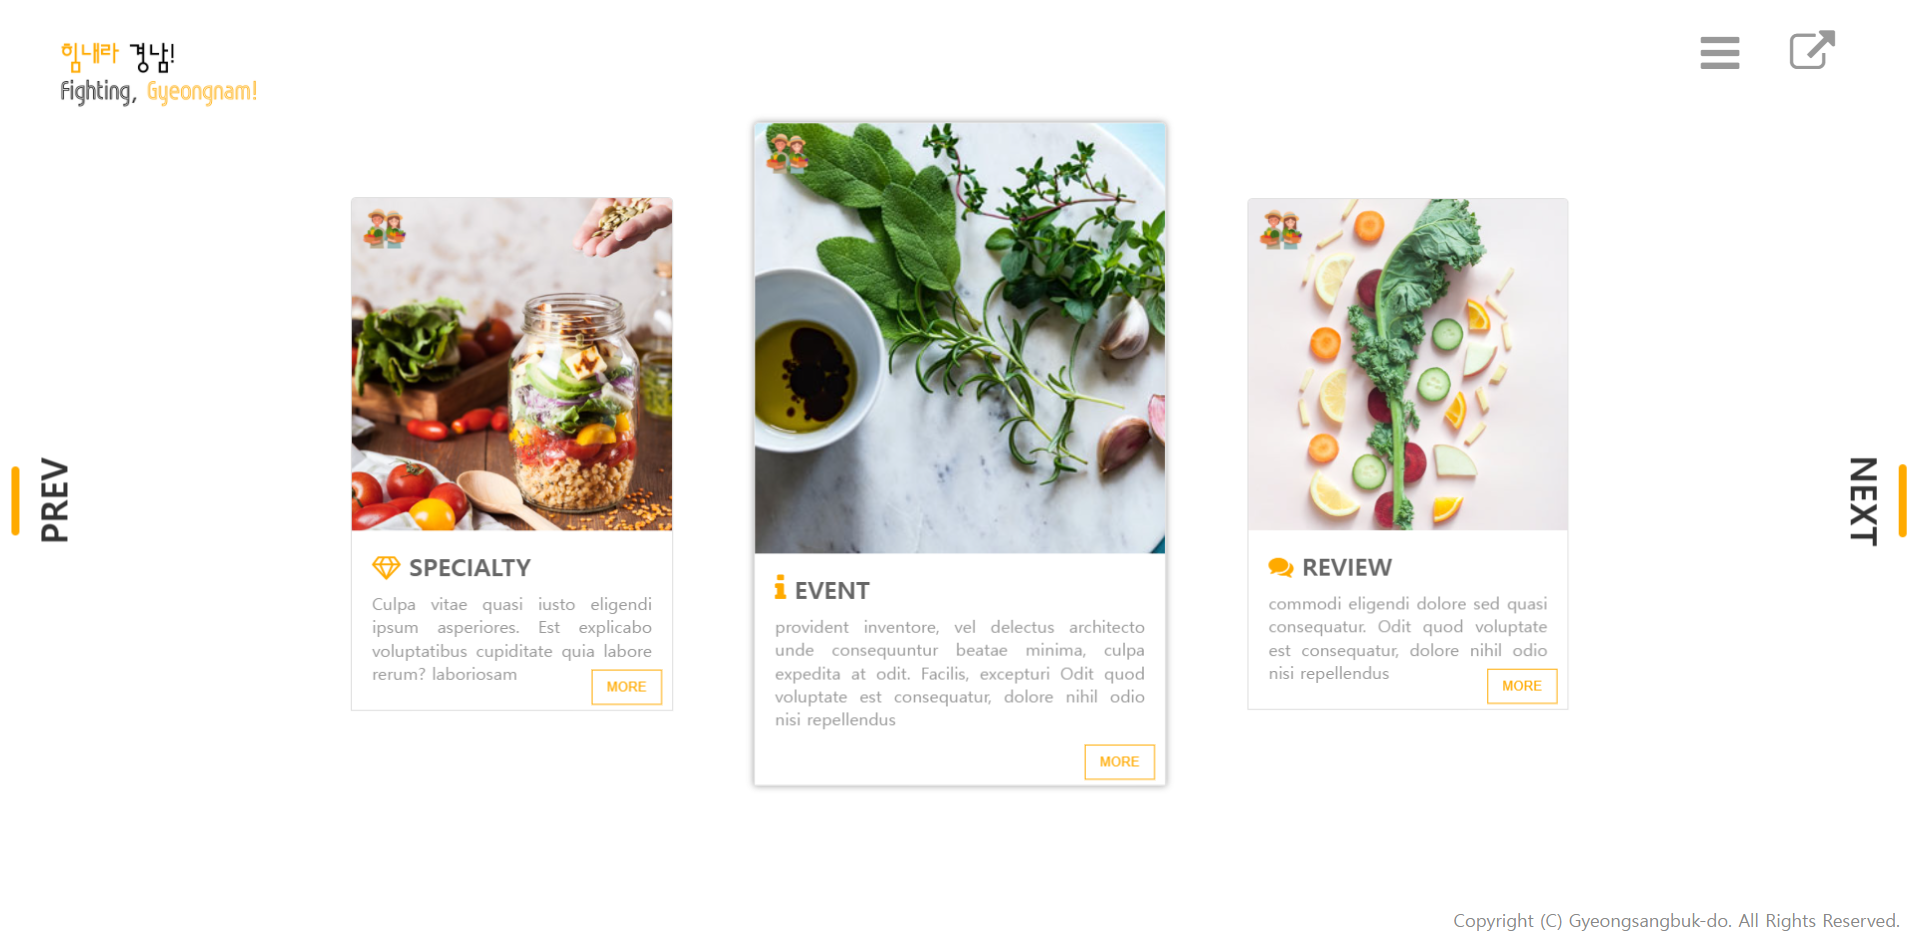 힘내라 경남!
Fighting, Gyeongnam!
PREV
SPECIALTY
Culpa vitae quasi iusto eligendi
ipsum asperiores. Est explicabo
voluptatibus cupiditate quia labore
rerum? laboriosam
MORE
EVENT
provident inventore, vel delectus architecto
unde consequuntur beatae minima, culpa
expedita at odit. Facilis, excepturi Odit quod
voluptate est consequatur, dolore nihil odio
nisi repellendus
MORE
REVIEW
commodi eligendi dolore sed quasi
consequatur. Odit quod voluptate
est consequatur, dolore nihil odio
nisi repellendus
MORE
NEXT
Copyright (C) Gyeongsangbuk-do. All Rights Reserved.